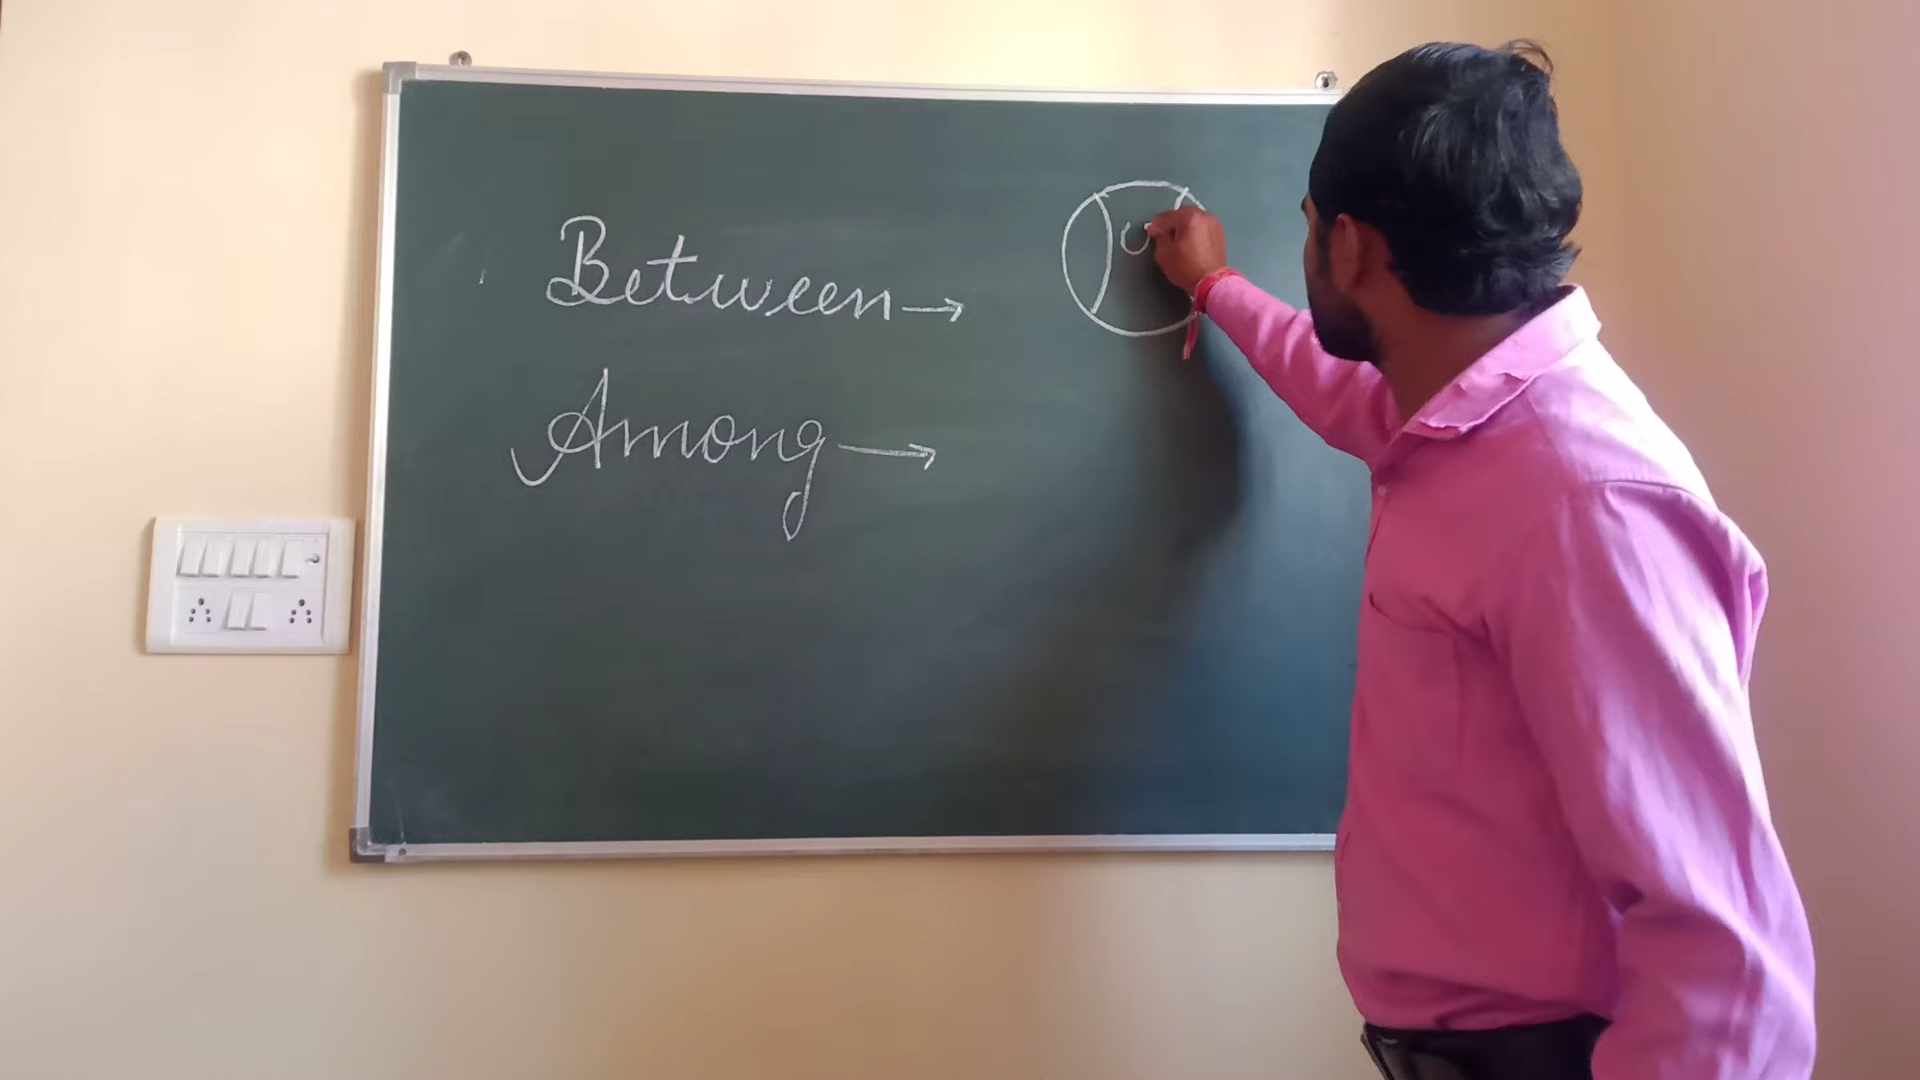 Between →
Among →